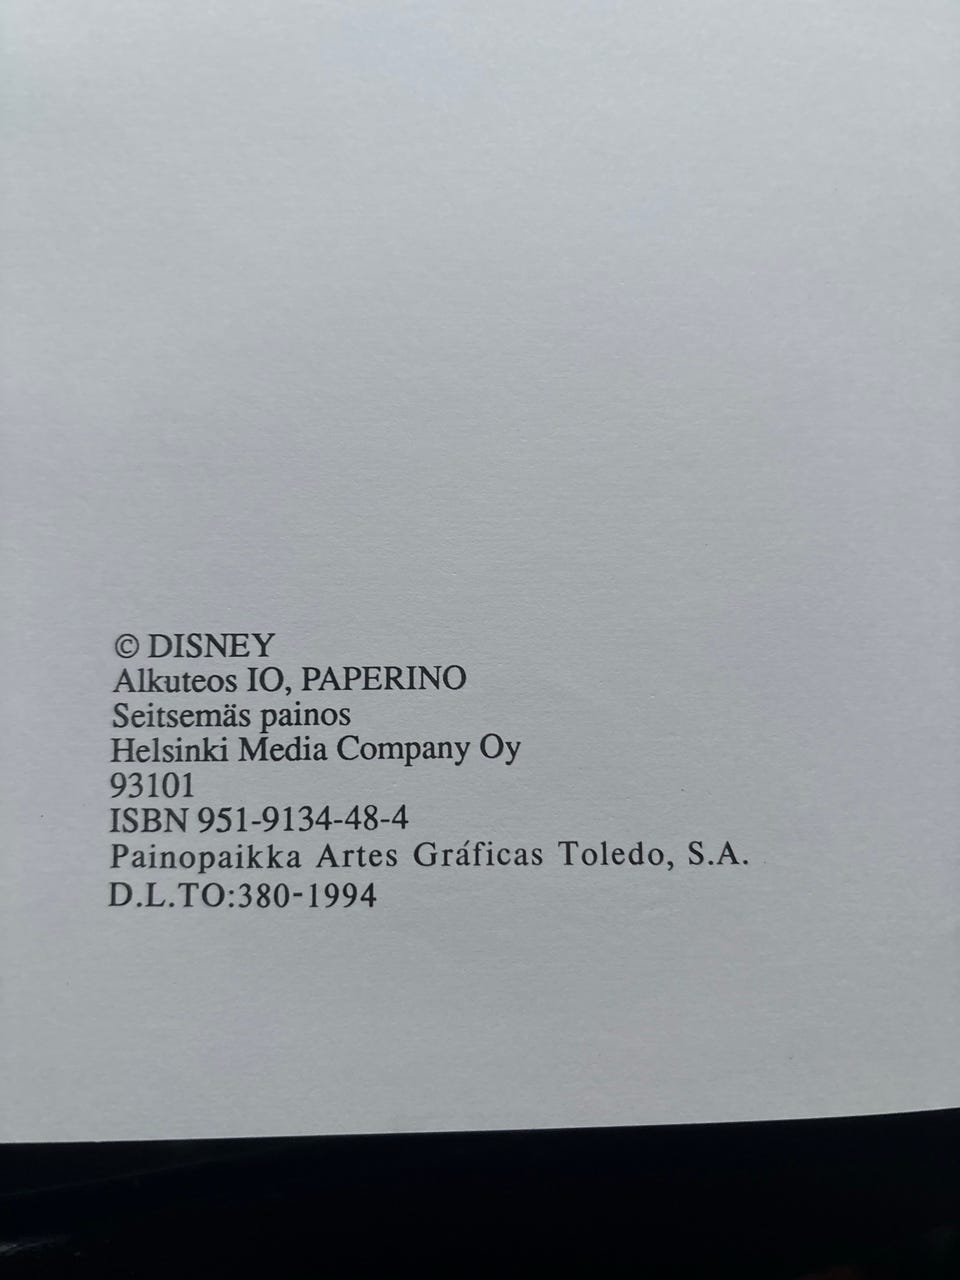 © DISNEY
Alkuteos IO, PAPERINO
Seitsemäs painos
Helsinki Media Company Oy
93101
ISBN 951-9134-48-4
Painopaikka Artes Gráficas Toledo, S.A.
D.L.TO:380-1994